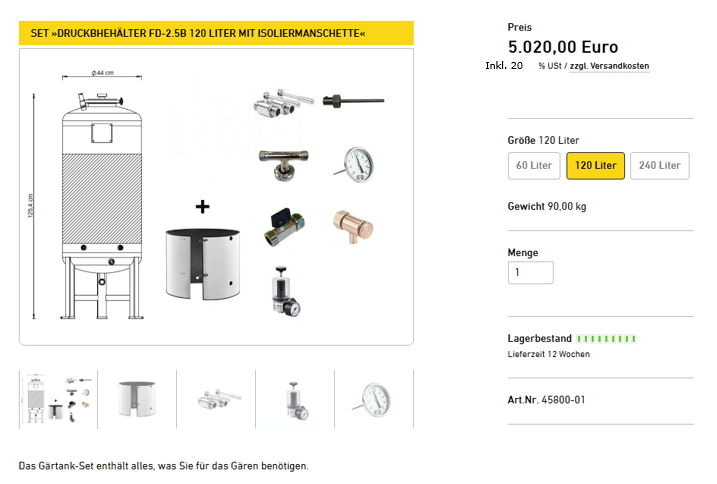 SET »DRUCKBHEHÄLTER FD-2.5B 120 LITER MIT ISOLIERMANSCHETTE«
Ø 44 cm
125,4 cm
Preis
5.020,00 Euro
Inkl. 20 % USt / zzgl. Versandkosten
Größe 120 Liter
60 Liter 120 Liter 240 Liter
Gewicht 90,00 kg
Menge
1
Lagerbestand
Lieferzeit 12 Wochen
Art.Nr. 45800-01
Das Gärtank-Set enthält alles, was Sie für das Gären benötigen.